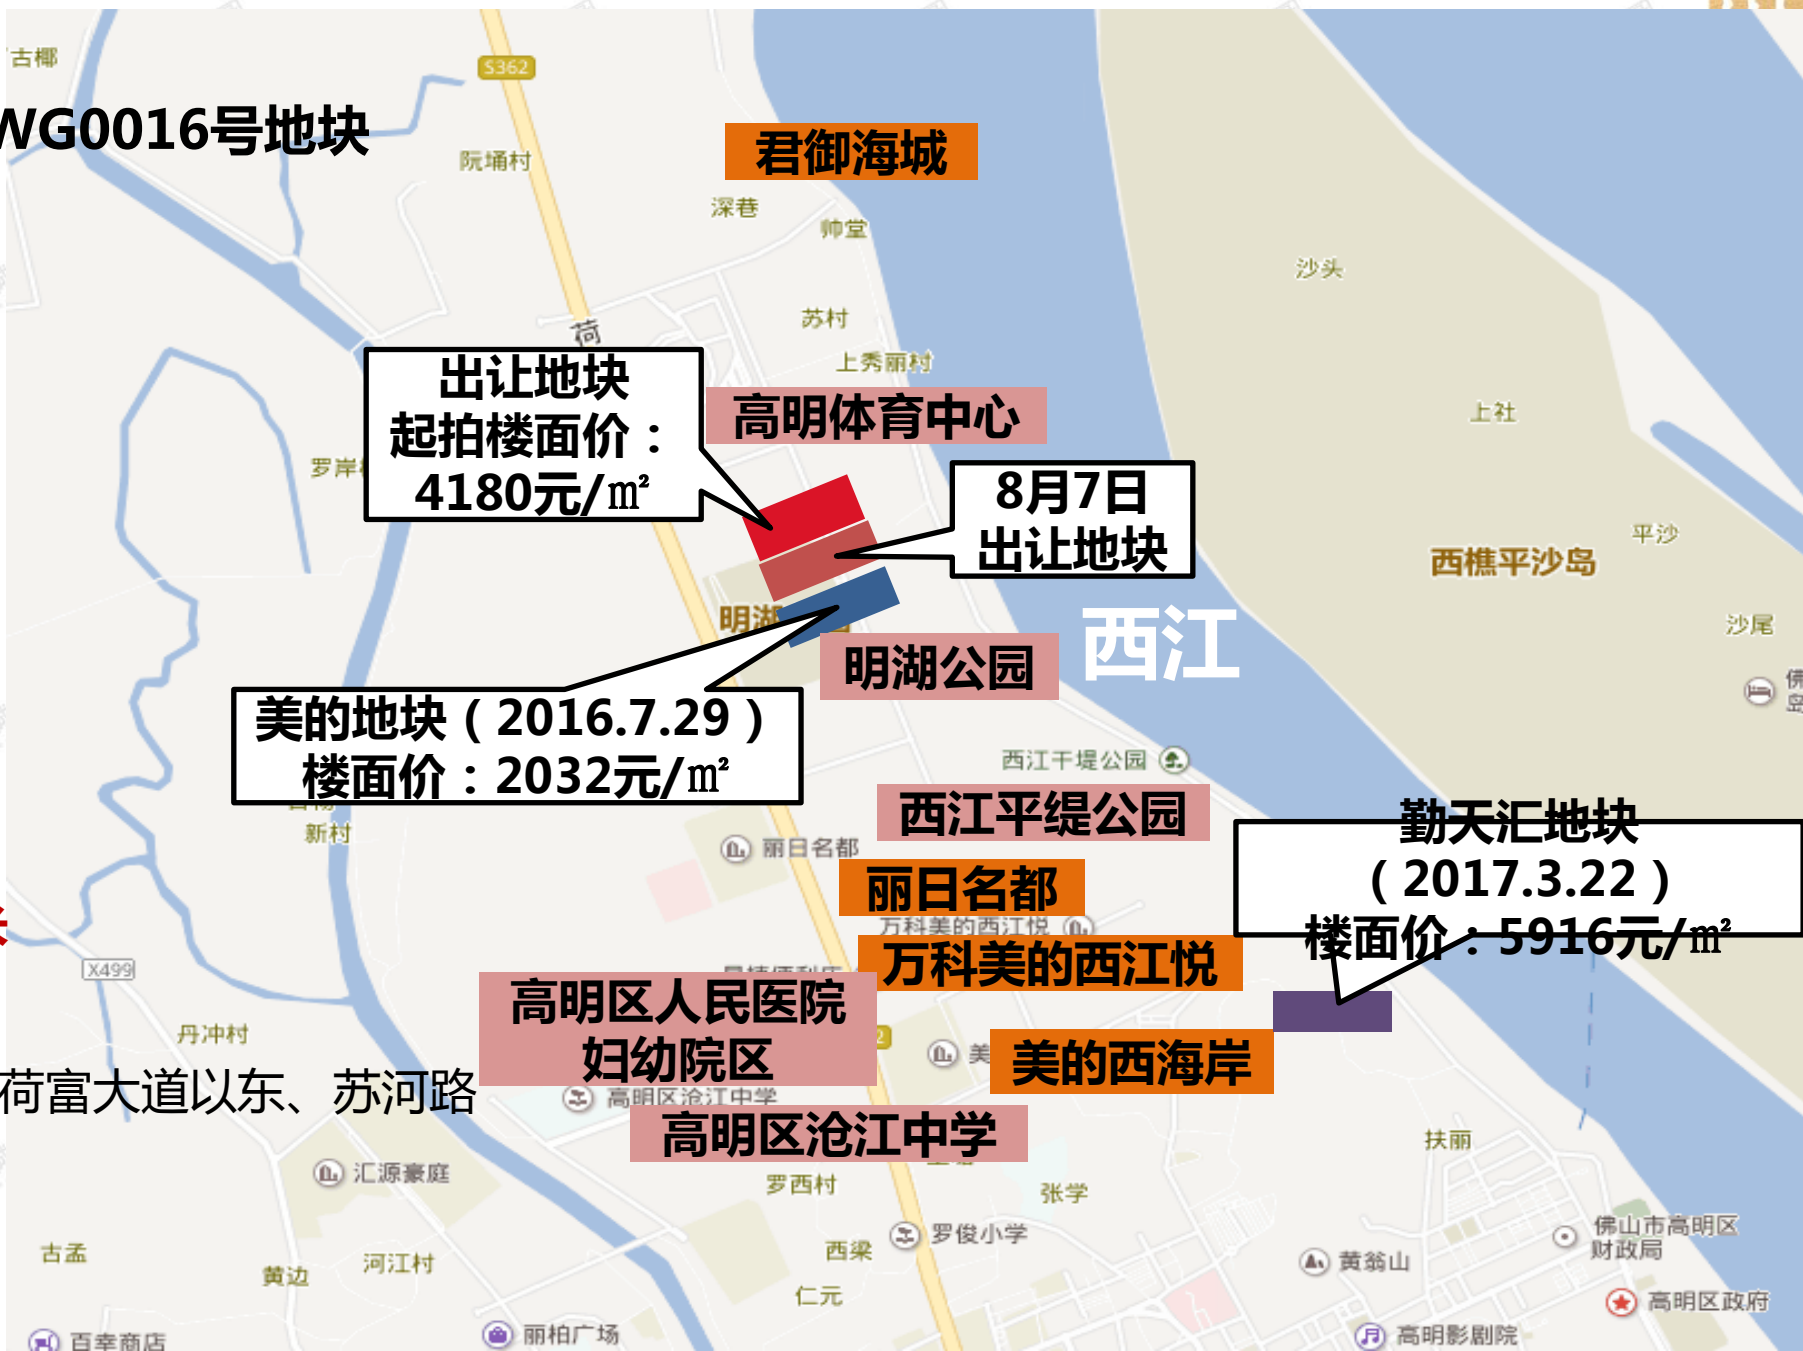 古椰
S362
WG0016号地块
阮埇村
君御海城
深巷
帅堂
沙头
苏村
荷
上秀丽村
出让地块
起拍楼面价：
4180元/㎡
高明体育中心
上社
罗岸
8月7日
出让地块
平沙
西樵平沙岛
明湖
西江
沙尾
明湖公园
佛
岛
美的地块（2016.7.29）
楼面价：2032元/㎡
西江干堤公园
西江平缇公园
新村
丽日名都
勤天汇地块
（2017.3.22）
楼面价：5916元/㎡
丽日名都
万科美的西江悦
万科美的西江悦
X499
高明区人民医院
妇幼院区
丹冲村
2
美
美的西海岸
荷富大道以东、苏河路
高明区沧江中学
高明区沧江中学
扶丽
汇源豪庭
罗西村
张学
罗俊小学
佛山市高明区
财政局
古孟
黄边
河江村
西梁
黄翁山
仁元
高明区政府
百幸商店
丽柏广场
高明影剧院